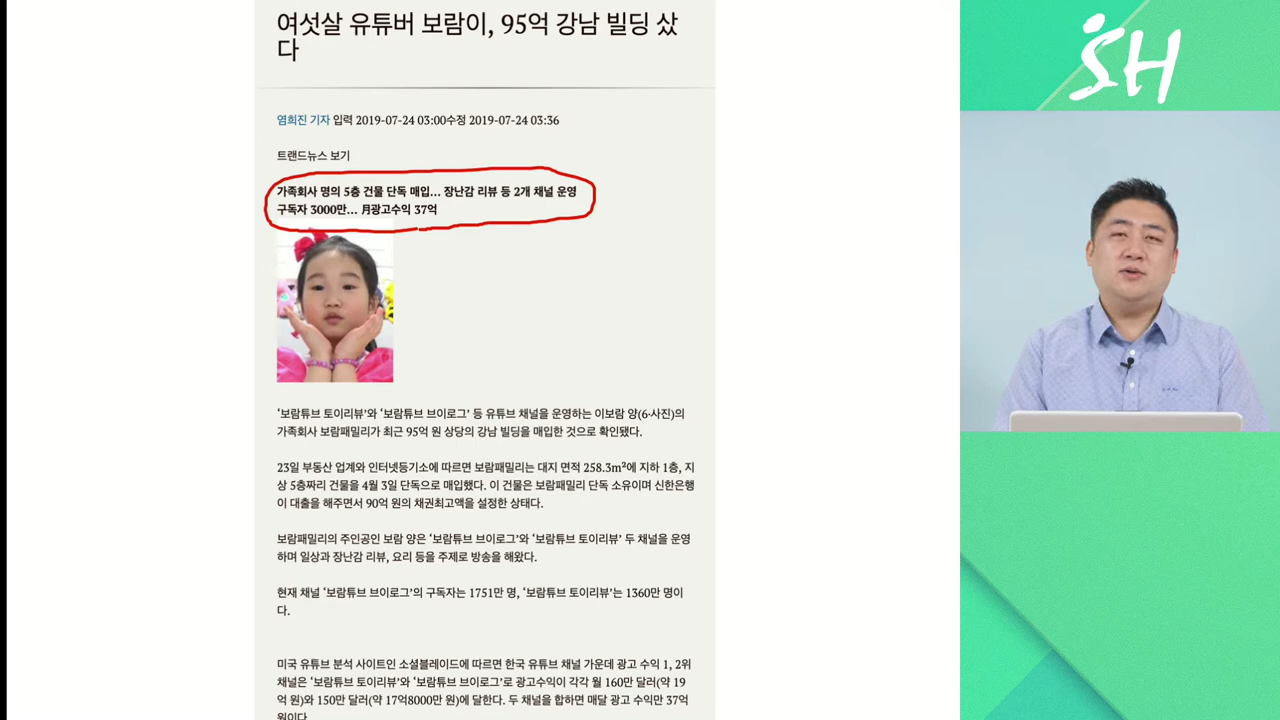 여섯살 유튜버 보람이, 95억 강남 빌딩 샀
다
SH
염희진 기자 입력 2019-07-24 03:00수정 2019-07-24 03:36
트랜드뉴스 보기
가족회사 명의 5층 건물 단독 매입... 장난감 리뷰 등 2개 채널 운영
구독자 3000만... 月광고수익 37억
‘보람튜브 토이리뷰’와 ‘보람튜브 브이로그’ 등 유튜브 채널을 운영하는 이보람 양(6·사진)의
가족회사 보람패밀리가 최근 95억 원 상당의 강남 빌딩을 매입한 것으로 확인됐다.
23일 부동산 업계와 인터넷등기소에 따르면 보람패밀리는 대지 면적 258.3m²에 지하 1층, 지
상 5층짜리 건물을 4월 3일 단독으로 매입했다. 이 건물은 보람패밀리 단독 소유이며 신한은행
이 대출을 해주면서 90억 원의 채권최고액을 설정한 상태다.
보람패밀리의 주인공인 보람 양은 ‘보람튜브 브이로그’와 ‘보람튜브 토이리뷰’ 두 채널을 운영
하며 일상과 장난감 리뷰, 요리 등을 주제로 방송을 해왔다.
현재 채널 ‘보람튜브 브이로그’의 구독자는 1751만 명, ‘보람튜브 토이리뷰’는 1360만 명이
다.
미국 유튜브 분석 사이트인 소셜블레이드에 따르면 한국 유튜브 채널 가운데 광고 수익 1, 2위
채널은 ‘보람튜브 토이리뷰’와 ‘보람튜브 브이로그’로 광고수익이 각각 월 160만 달러(약 19
억 원)와 150만 달러(약 17억8000만 원)에 달한다. 두 채널을 합하면 매달 광고 수익만 37억
원이다